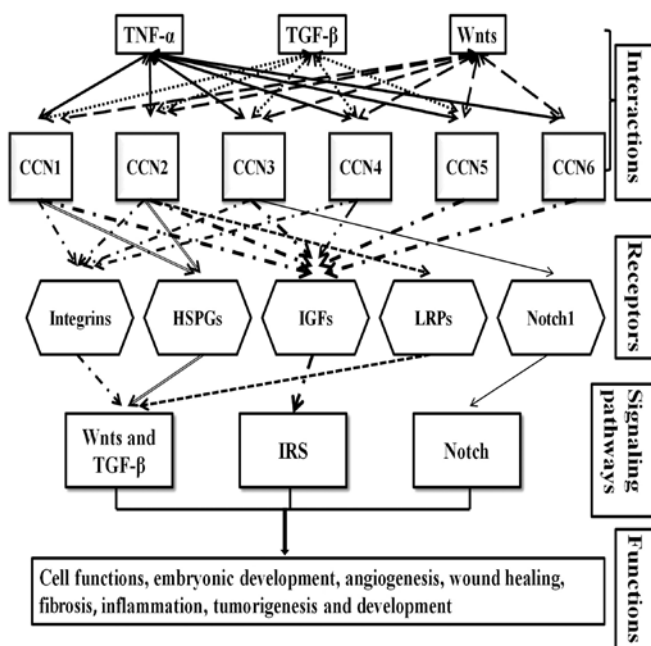 TNF-α TGF-β Wnts
Interactions
CCN1 CCN2 CCN3 CCN4 CCN5 CCN6
Receptors
Integrins HSPGs IGFs LRPs Notch1
Signaling
pathways
Wnts and
TGF-β
IRS
Notch
Functions
Cell functions, embryonic development, angiogenesis, wound healing,
fibrosis, inflammation, tumorigenesis and development